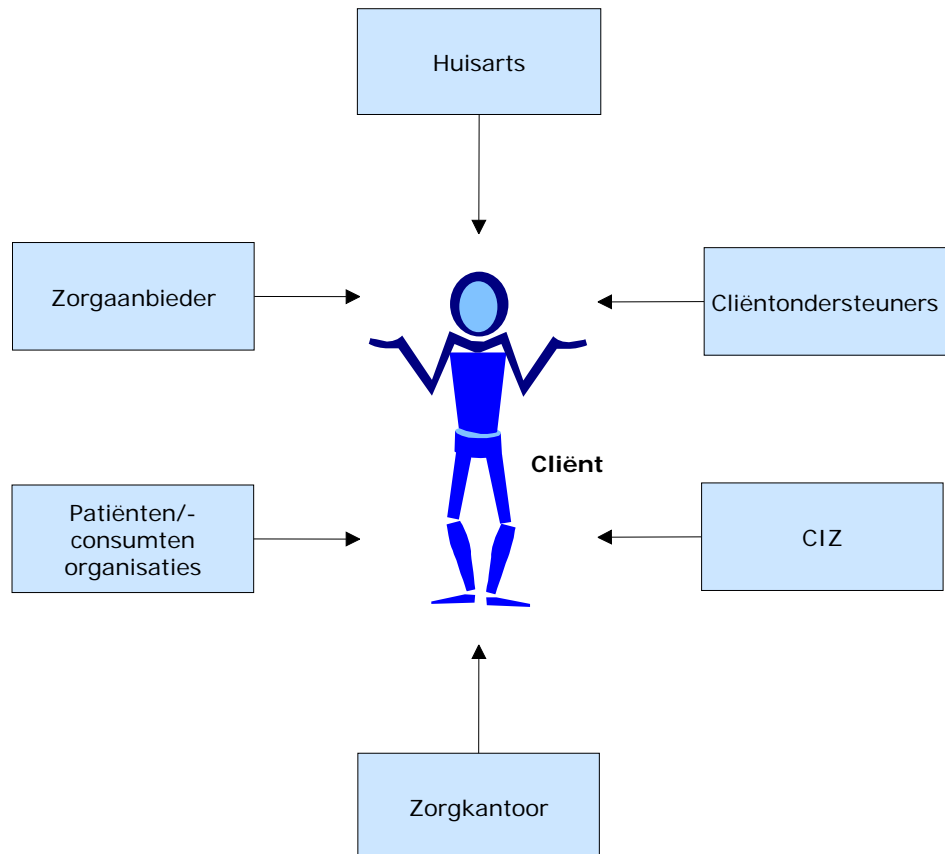 Huisarts
Zorgaanbieder
Cliëntondersteuners
Cliënt
Patiënten/-
consumten
organisaties
CIZ
Zorgkantoor